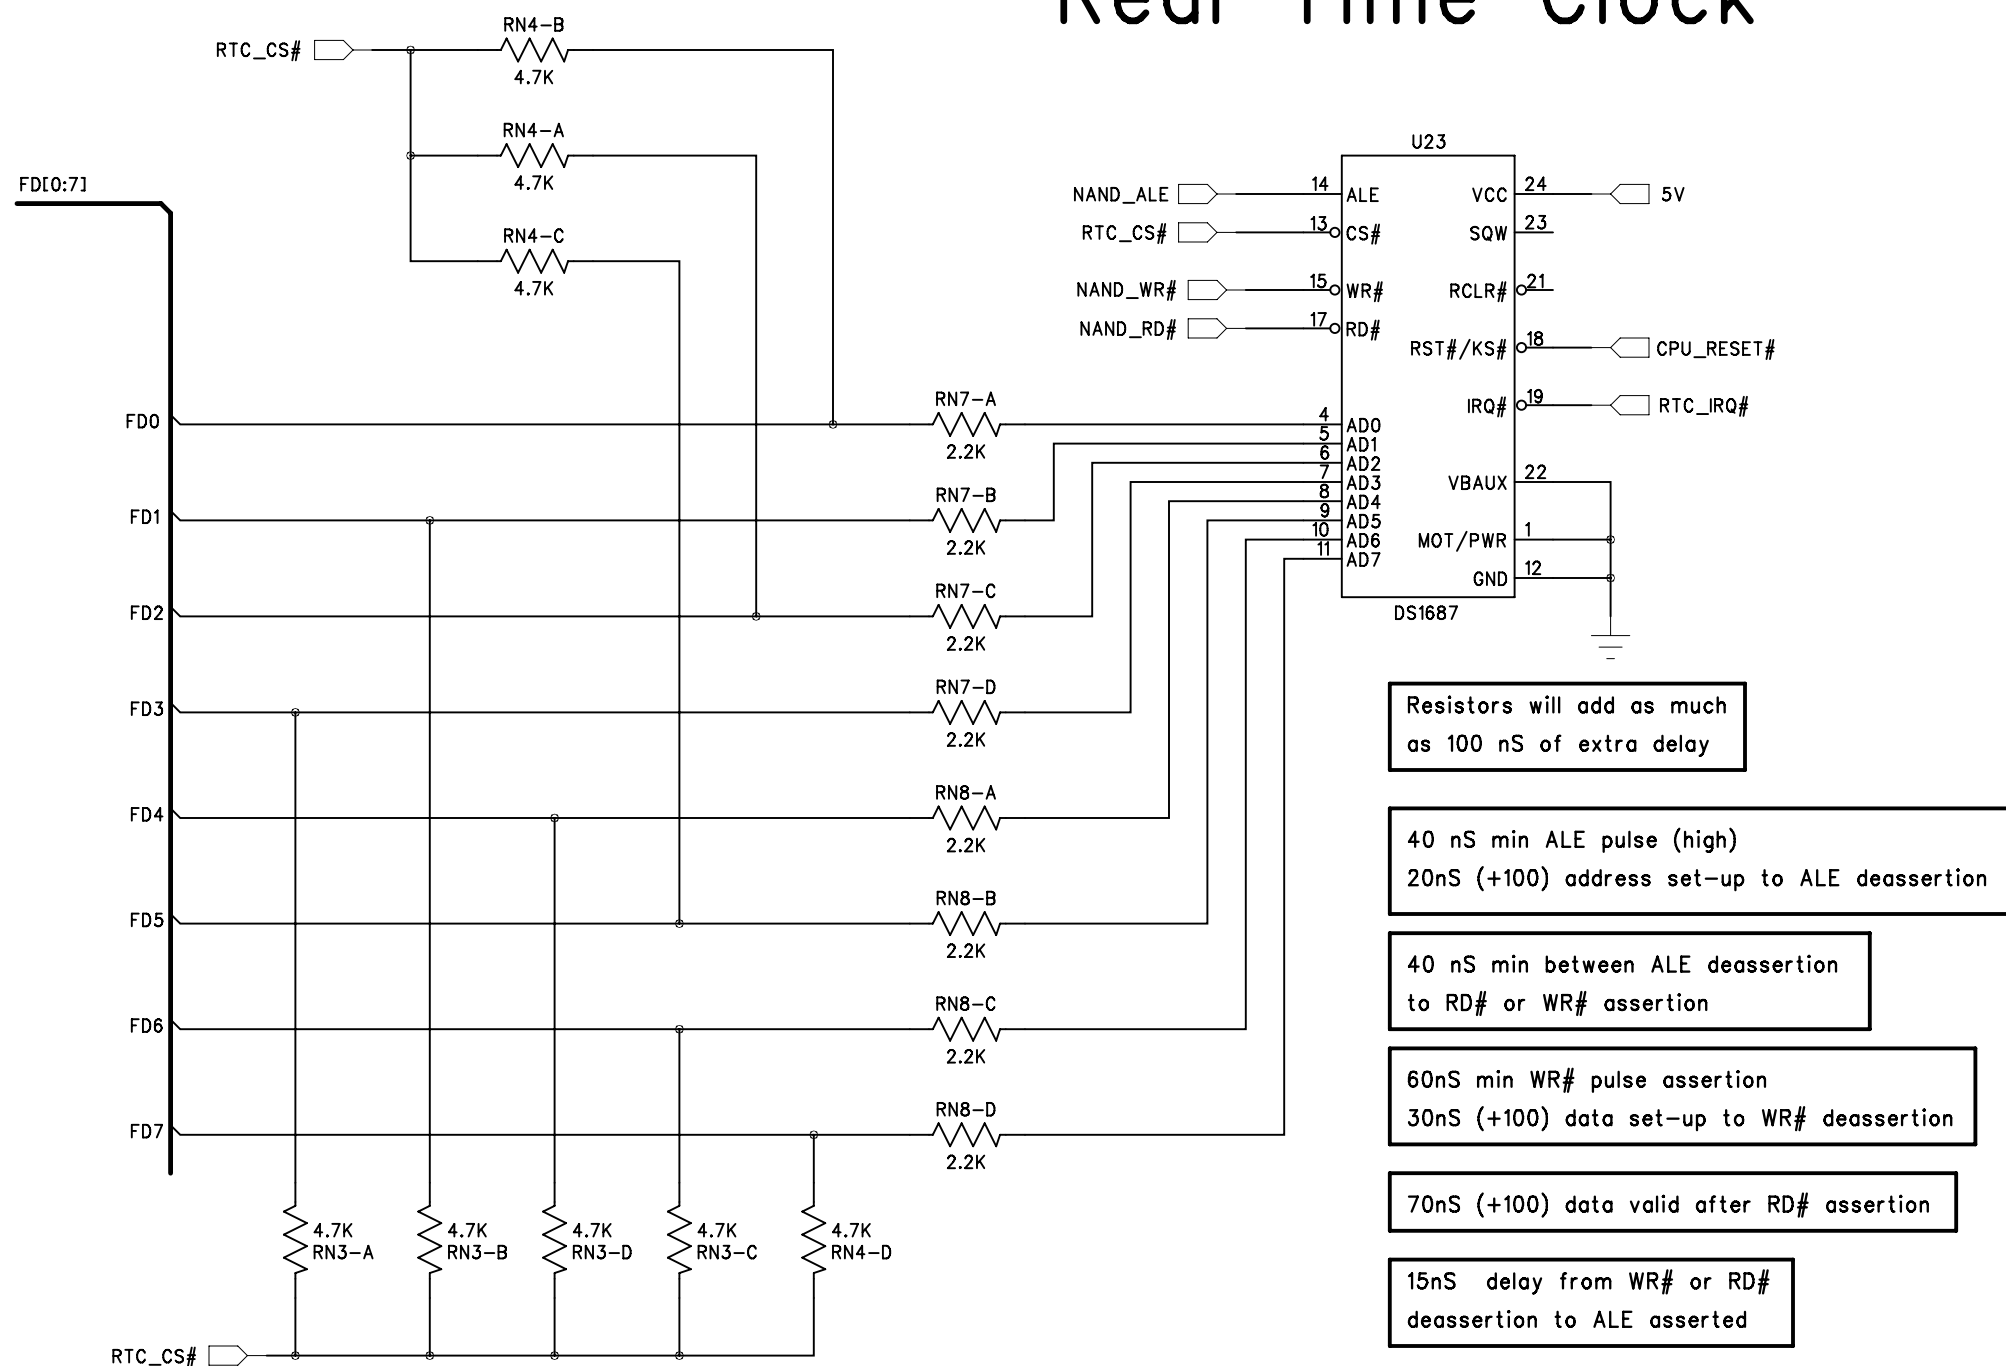 Real Time Clock
RTC_CS#
RN4-B
4.7K
RN4-A
4.7K
RN4-C
4.7K
FD[0:7]
FD0
FD1
FD2
FD3
FD4
FD5
FD6
FD7
RN7-A
2.2K
RN7-B
2.2K
RN7-C
2.2K
RN7-D
2.2K
RN8-A
2.2K
RN8-B
2.2K
RN8-C
2.2K
RN8-D
2.2K
4.7K
RN3-A
4.7K
RN3-B
4.7K
RN3-D
4.7K
RN3-C
4.7K
RN4-D
RTC_CS#
U23
NAND_ALE 14 ALE
RTC_CS# 13 CS#
NAND_WR# 15 WR#
NAND_RD# 17 RD#
4 AD0
5 AD1
6 AD2
7 AD3
8 AD4
9 AD5
10 AD6
11 AD7
VCC 24 5V
SQW 23
RCLR# 21
RST#/KS# 18 CPU_RESET#
IRQ# 19 RTC_IRQ#
VBAUX 22
MOT/PWR 1
GND 12
DS1687
Resistors will add as much
as 100 nS of extra delay
40 nS min ALE pulse (high)
20nS (+100) address set-up to ALE deassertion
40 nS min between ALE deassertion
to RD# or WR# assertion
60nS min WR# pulse assertion
30nS (+100) data set-up to WR# deassertion
70nS (+100) data valid after RD# assertion
15nS delay from WR# or RD#
deassertion to ALE asserted